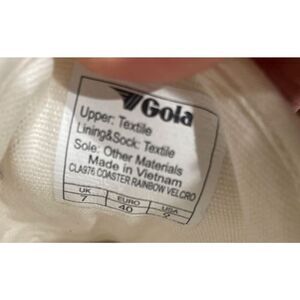 Gola
Upper: Textile
Lining&Sock: Textile
Sole: Other Materials
Made in Vietnam
CLA976 COASTER RAINBOW VELCRO
UK EURO USA
7 40 9